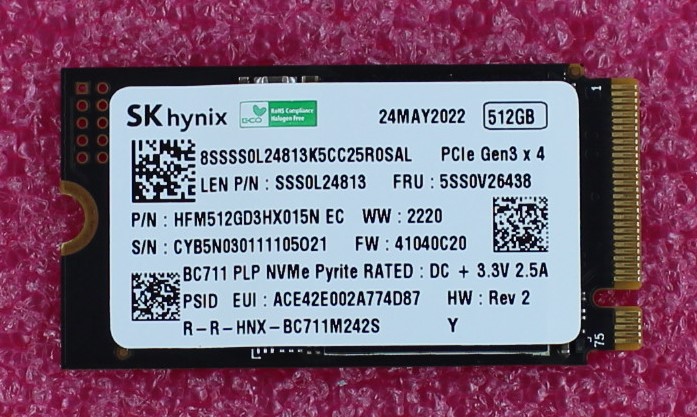 SK hynix
ECO
RoHS Compliance
Halogen Free
24MAY2022
512GB
1
8SSSS0L24813K5CC25R0SAL PCIe Gen3 x 4
LEN P/N : SSS0L24813 FRU : 5SS0V26438
P/N : HFM512GD3HX015N EC WW : 2220
S/N : CYB5N030111105021 FW : 41040C20
BC711 PLP NVMe Pyrite RATED : DC + 3.3V 2.5A
PSID EUI : ACE42E002A774D87 HW : Rev 2
R-R-HNX-BC711M242S Y
75